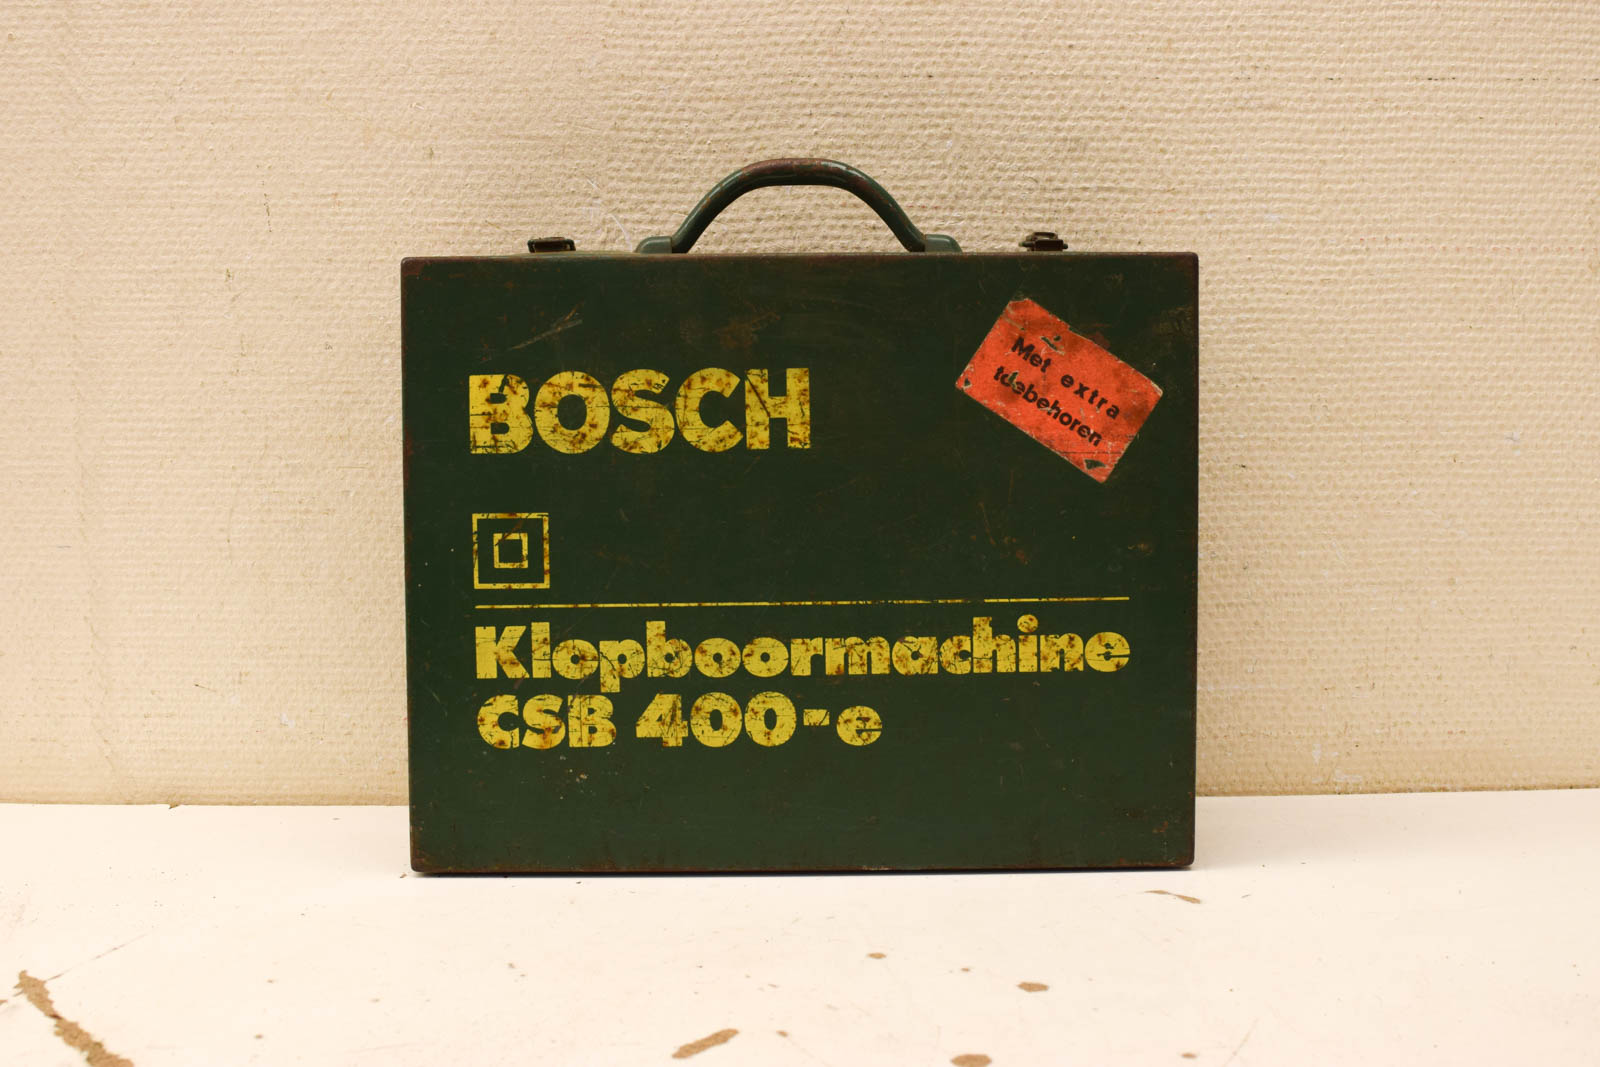 BOSCH
Met extra
toebehoren
Klopboormachine
CSB 400-e